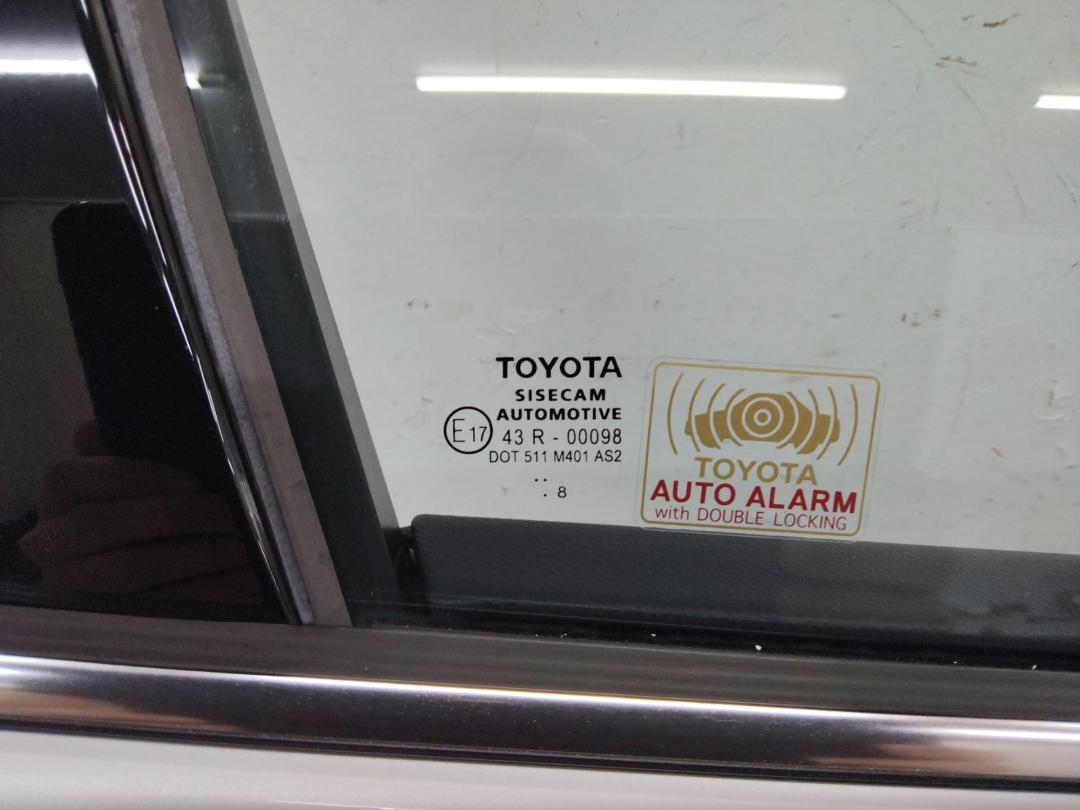 TOYOTA
SISECAM
AUTOMOTIVE
E17 43 R - 00098
DOT 511 M401 AS2
..
. 8
TOYOTA
AUTO ALARM
with DOUBLE LOCKING